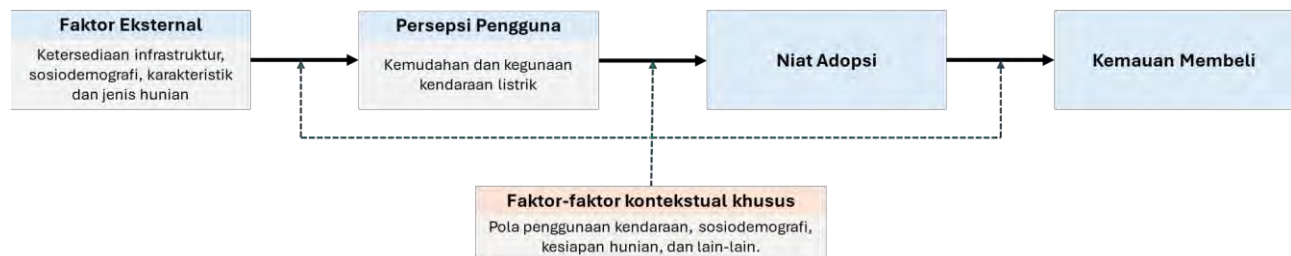 Faktor Eksternal
Ketersediaan infrastruktur,
sosiodemografi, karakteristik
dan jenis hunian
Persepsi Pengguna
Kemudahan dan kegunaan
kendaraan listrik
Niat Adopsi
Kemauan Membeli
Faktor-faktor kontekstual khusus
Pola penggunaan kendaraan, sosiodemografi,
kesiapan hunian, dan lain-lain.